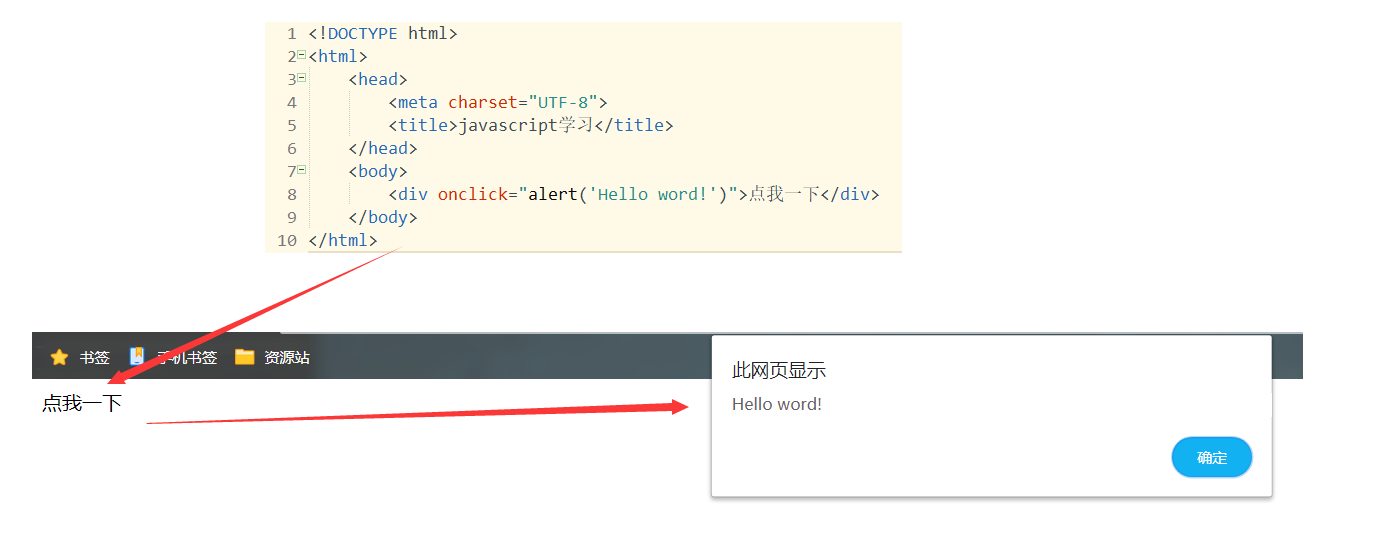 1 <!DOCTYPE html>
2 <html>
3 <head>
4 <meta charset="UTF-8">
5 <title>javascript学习</title>
6 </head>
7 <body>
8 <div onclick="alert('Hello word!')">点我一下</div>
9 </body>
10 </html>
书签 手机书签 资源站
点我一下
此网页显示
Hello word!
确定